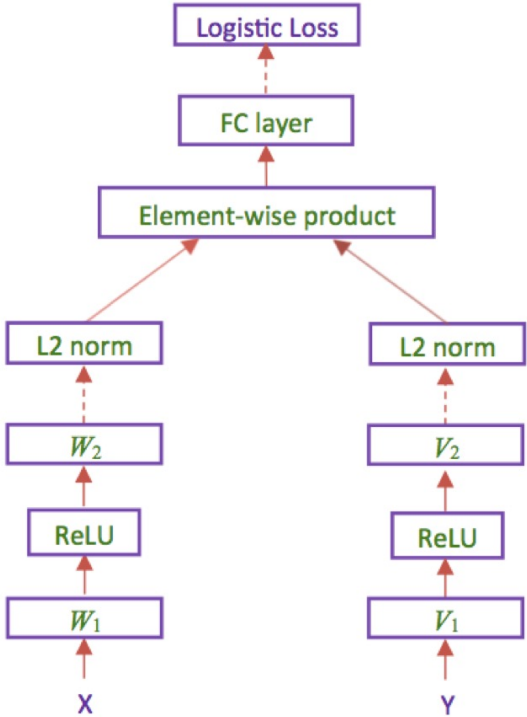 Logistic Loss
FC layer
Element-wise product
L2 norm
L2 norm
W₂
V₂
ReLU
ReLU
W₁
V₁
X
Y